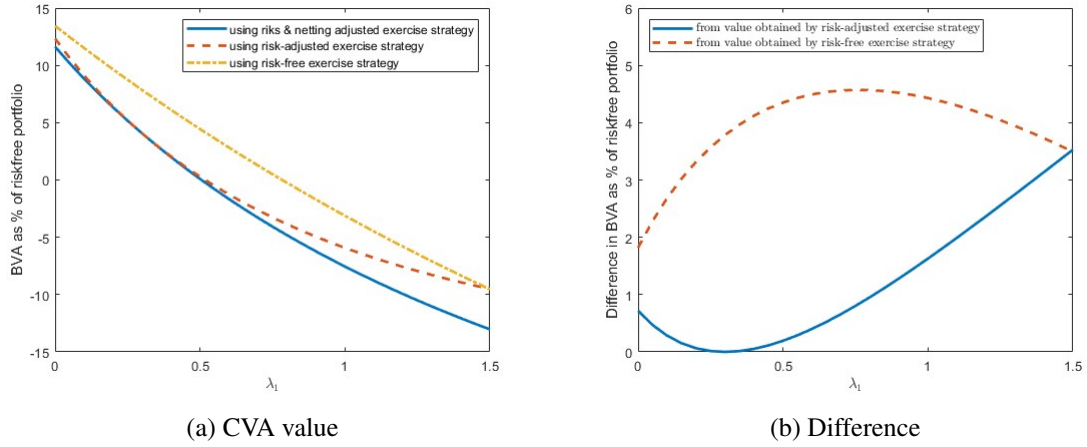 15
10
5
0
-5
-10
-15
BVA as % of riskfree portfolio
using riks & netting adjusted exercise strategy
using risk-adjusted exercise strategy
using risk-free exercise strategy
0
0.5
1
1.5
λ1
(a) CVA value
6
5
4
3
2
1
0
Difference in BVA as % of riskfree portfolio
from value obtained by risk-adjusted exercise strategy
from value obtained by risk-free exercise strategy
0
0.5
1
1.5
λ1
(b) Difference